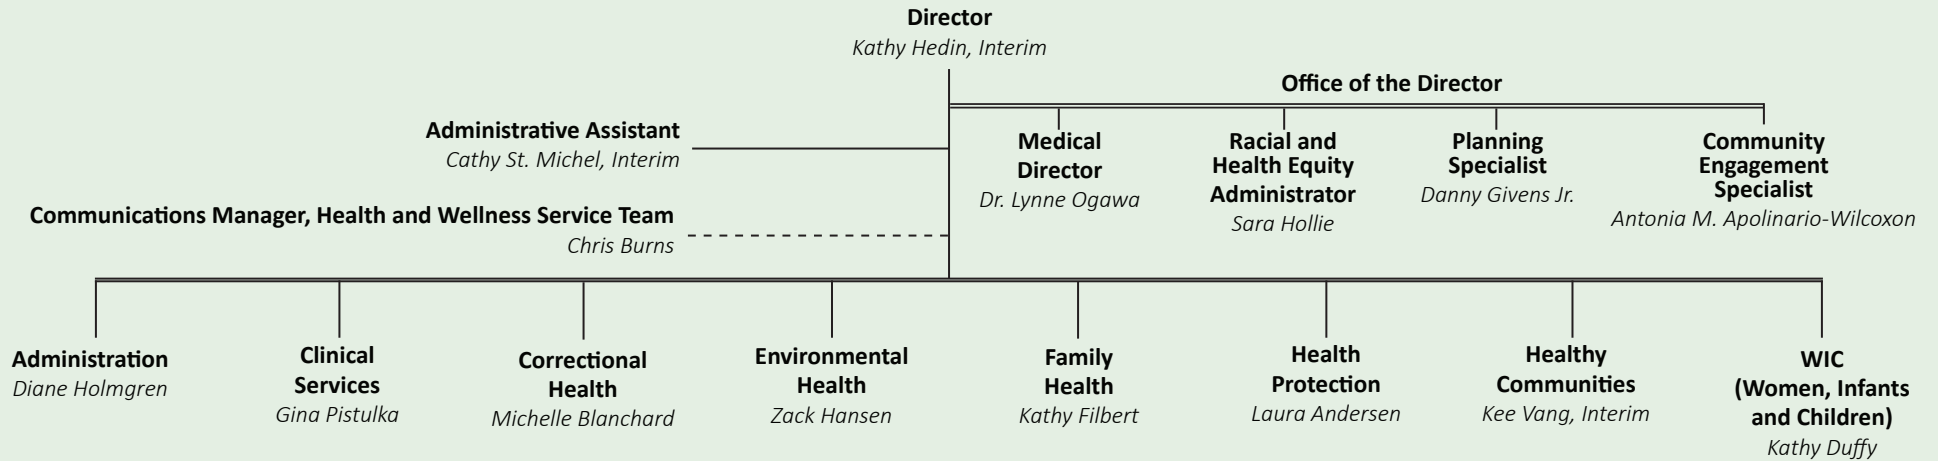 Director
Kathy Hedin, Interim
Office of the Director
Administrative Assistant
Cathy St. Michel, Interim
Communications Manager, Health and Wellness Service Team
Chris Burns
Medical
Director
Dr. Lynne Ogawa
Racial and
Health Equity
Administrator
Sara Hollie
Planning
Specialist
Danny Givens Jr.
Community
Engagement
Specialist
Antonia M. Apolinario-Wilcoxon
Administration
Diane Holmgren
Clinical
Services
Gina Pistulka
Correctional
Health
Michelle Blanchard
Environmental
Health
Zack Hansen
Family
Health
Kathy Filbert
Health
Protection
Laura Andersen
Healthy
Communities
Kee Vang, Interim
WIC
(Women, Infants
and Children)
Kathy Duffy